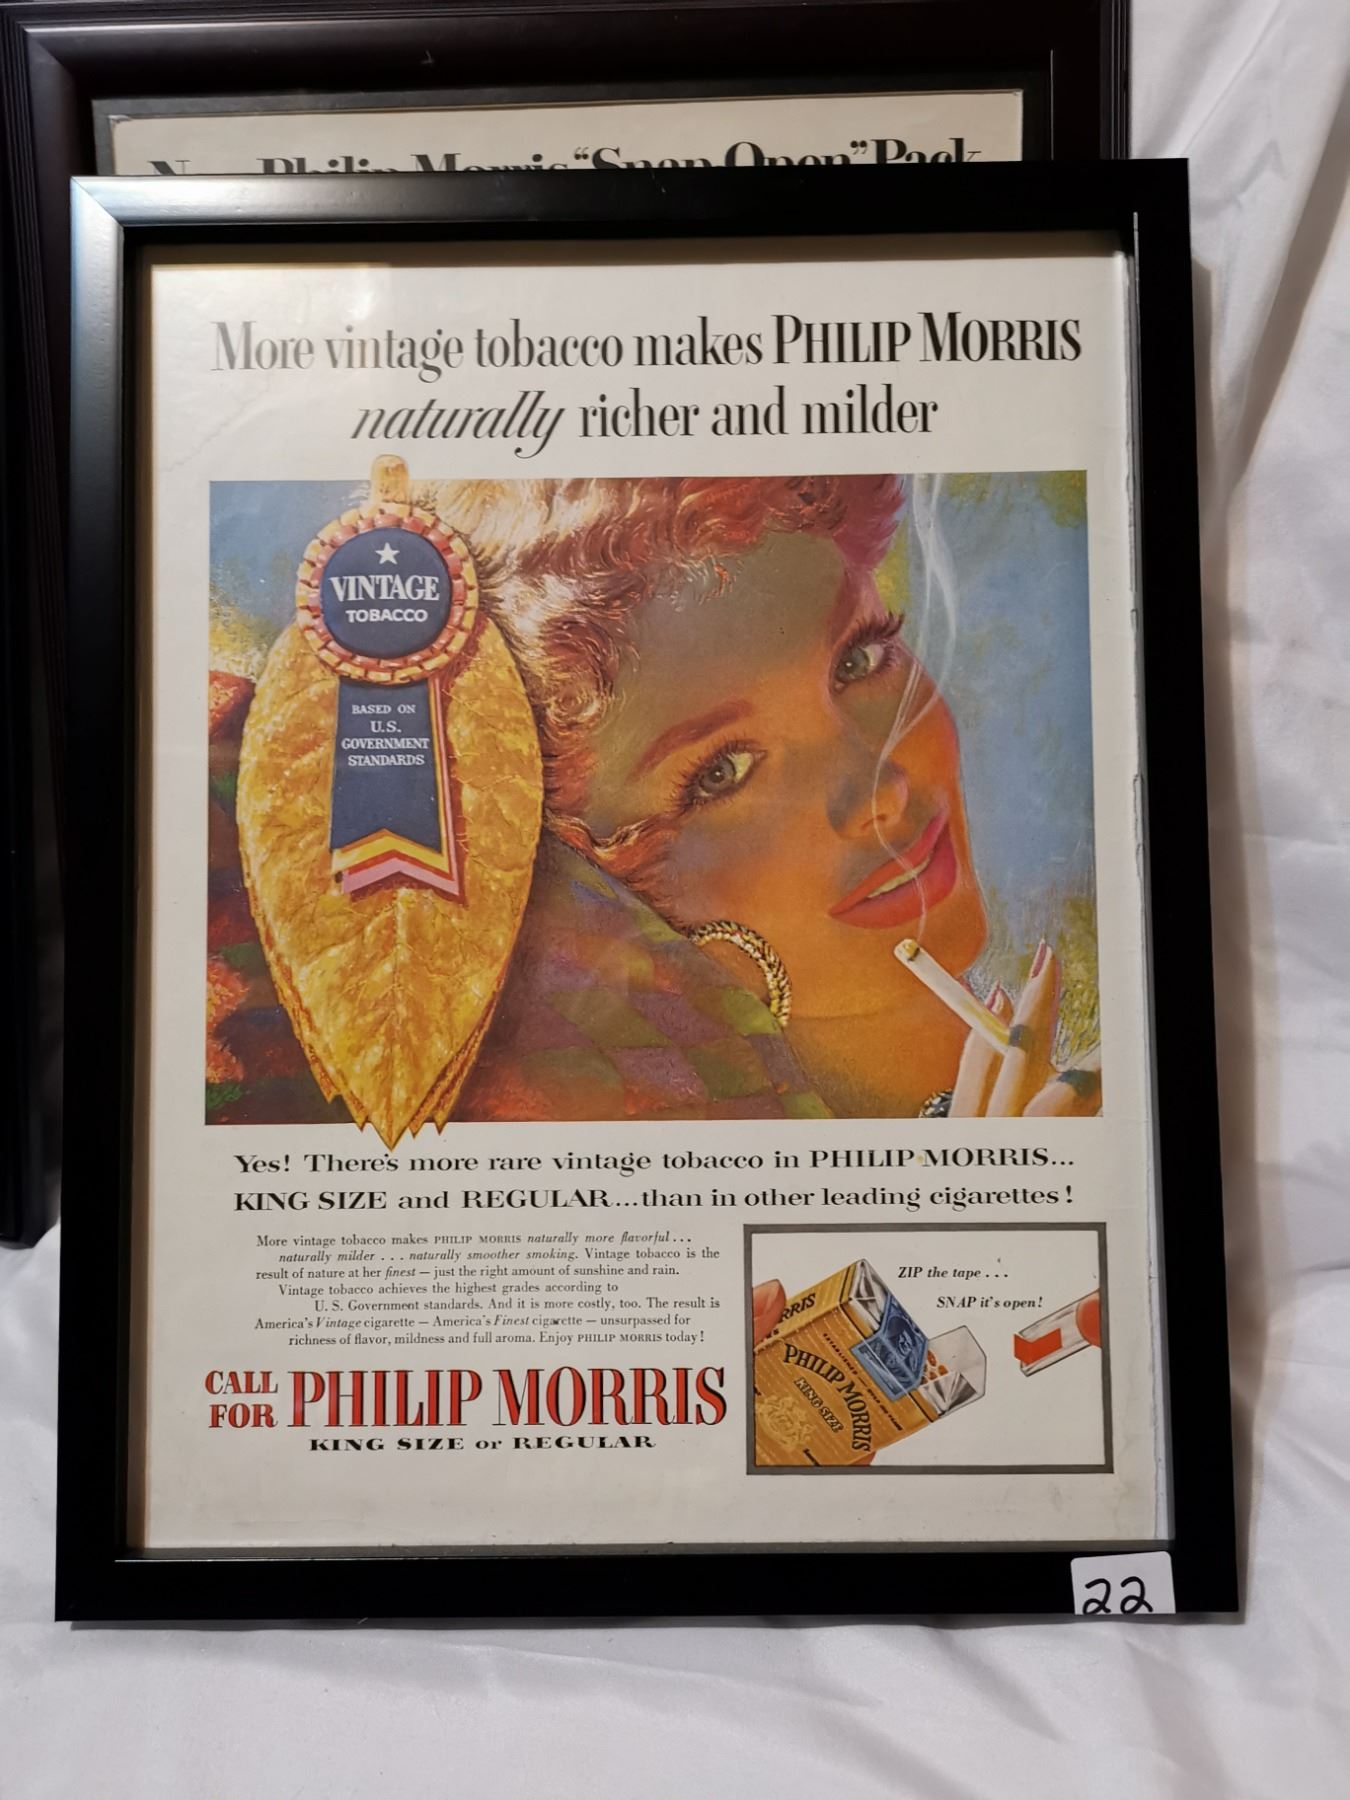 Philip Morris "Snap Open" Pack
More vintage tobacco makes PHILIP MORRIS
naturally richer and milder
VINTAGE
TOBACCO
BASED ON
U.S.
GOVERNMENT
STANDARDS
Yes! There's more rare vintage tobacco in PHILIP MORRIS...
KING SIZE and REGULAR...than in other leading cigarettes!
More vintage tobacco makes PHILIP MORRIS naturally more flavorful...
naturally milder . . . naturally smoother smoking. Vintage tobacco is the
result of nature at her finest — just the right amount of sunshine and rain.
Vintage tobacco achieves the highest grades according to
U. S. Government standards. And it is more costly, too. The result is
America's Vintage cigarette — America's Finest cigarette — unsurpassed for
richness of flavor, mildness and full aroma. Enjoy PHILIP MORRIS today!
CALL
FOR PHILIP MORRIS
KING SIZE or REGULAR
ZIP the tape . . .
SNAP it's open!
RRIS
PHILIP MORRIS
KING SIZE
22